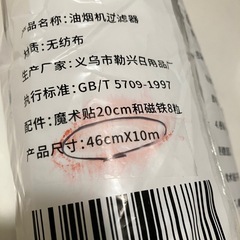 产品名称:油烟机过滤器
材质:无纺布
生产厂家:义乌市勒兴日用品厂
执行标准:GB/T 5709-1997
配件:魔术贴20cm和磁铁8粒
产品尺寸:46cmX10m